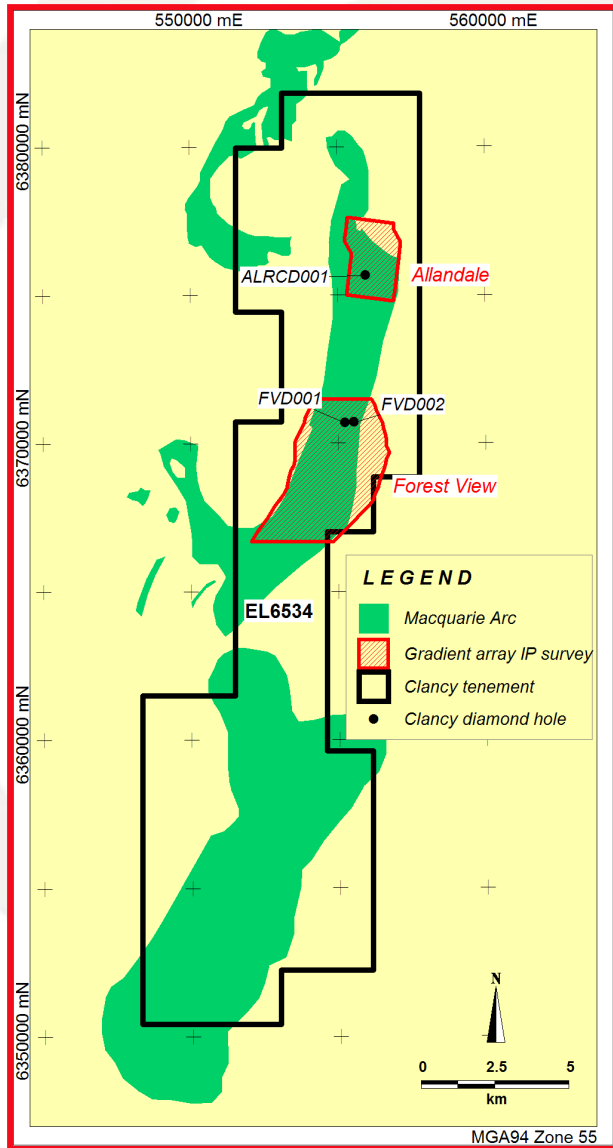 550000 mE
560000 mE
6380000 mN
ALRCD001
Allandale
FVD001
FVD002
6370000 mN
Forest View
LEGEND
EL6534
Macquarie Arc
Gradient array IP survey
Clancy tenement
Clancy diamond hole
6360000 mN
N
6350000 mN
0 2.5 5
km
MGA94 Zone 55